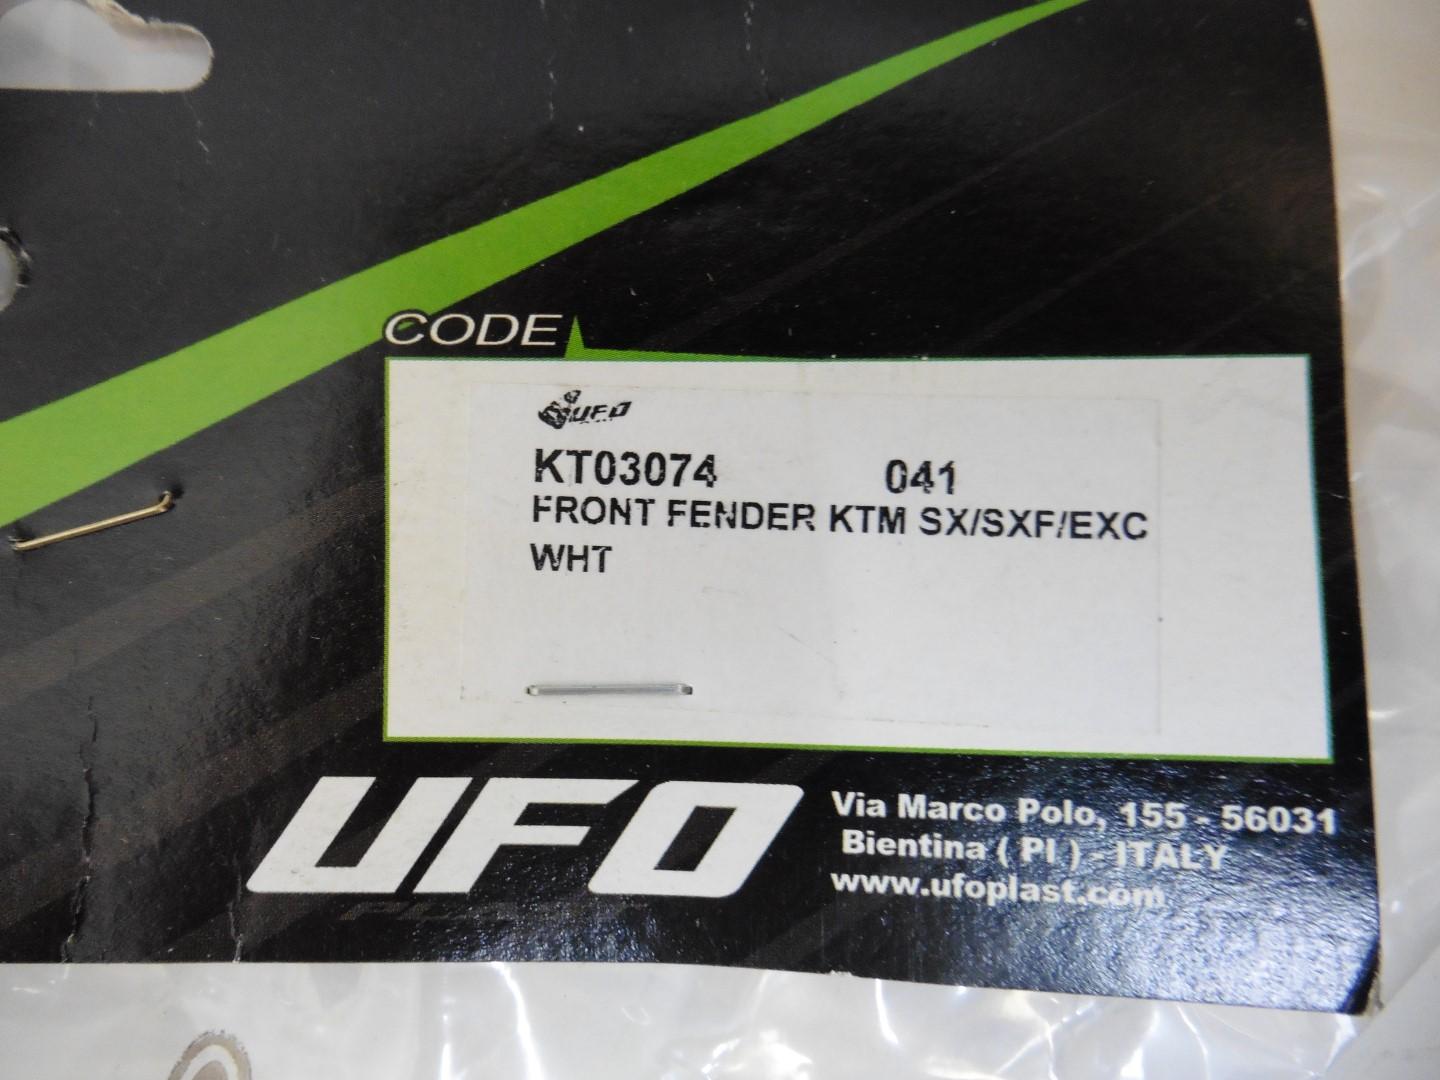 CODE
UFO
KT03074 041
FRONT FENDER KTM SX/SXF/EXC
WHT
UFO
Via Marco Polo, 155 - 56031
Bientina ( PI ) - ITALY
www.ufoplast.com